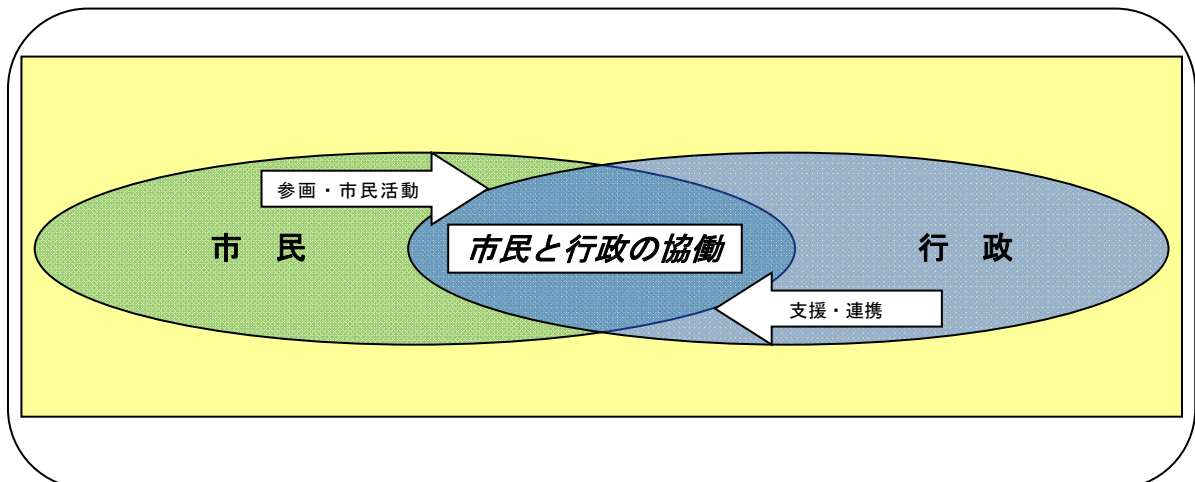 参画・市民活動
市　民
市民と行政の協働
行　政
支援・連携